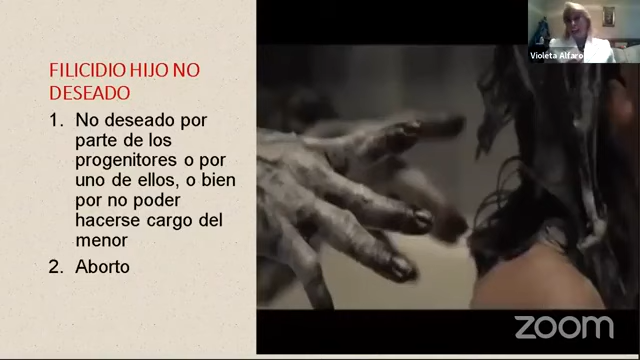 FILICIDIO HIJO NO
DESEADO
1. No deseado por
parte de los
progenitores o por
uno de ellos, o bien
por no poder
hacerse cargo del
menor
2. Aborto
Violeta Alfaro
zoom